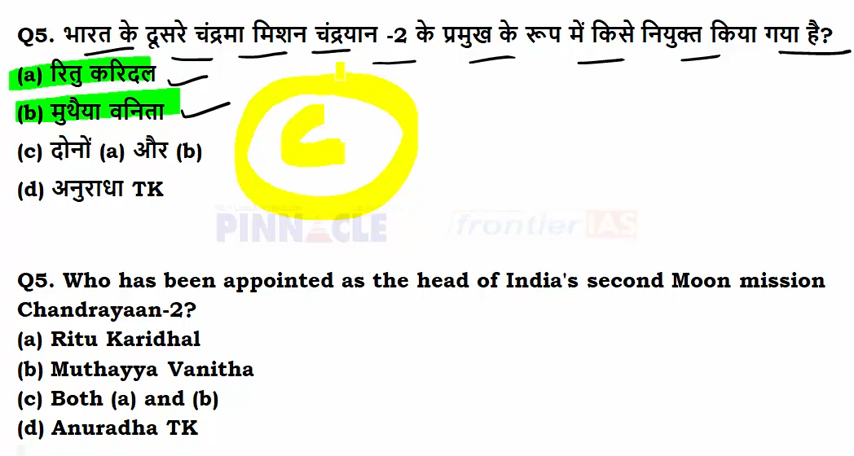 Q5. भारत के दूसरे चंद्रमा मिशन चंद्रयान -2 के प्रमुख के रूप में किसे नियुक्त किया गया है?
(a) रितु करिदल
(b) मुथैया वनिता
(c) दोनों (a) और (b)
(d) अनुराधा TK
C
PINNACLE frontier IAS
Q5. Who has been appointed as the head of India's second Moon mission
Chandrayaan-2?
(a) Ritu Karidhal
(b) Muthayya Vanitha
(c) Both (a) and (b)
(d) Anuradha TK